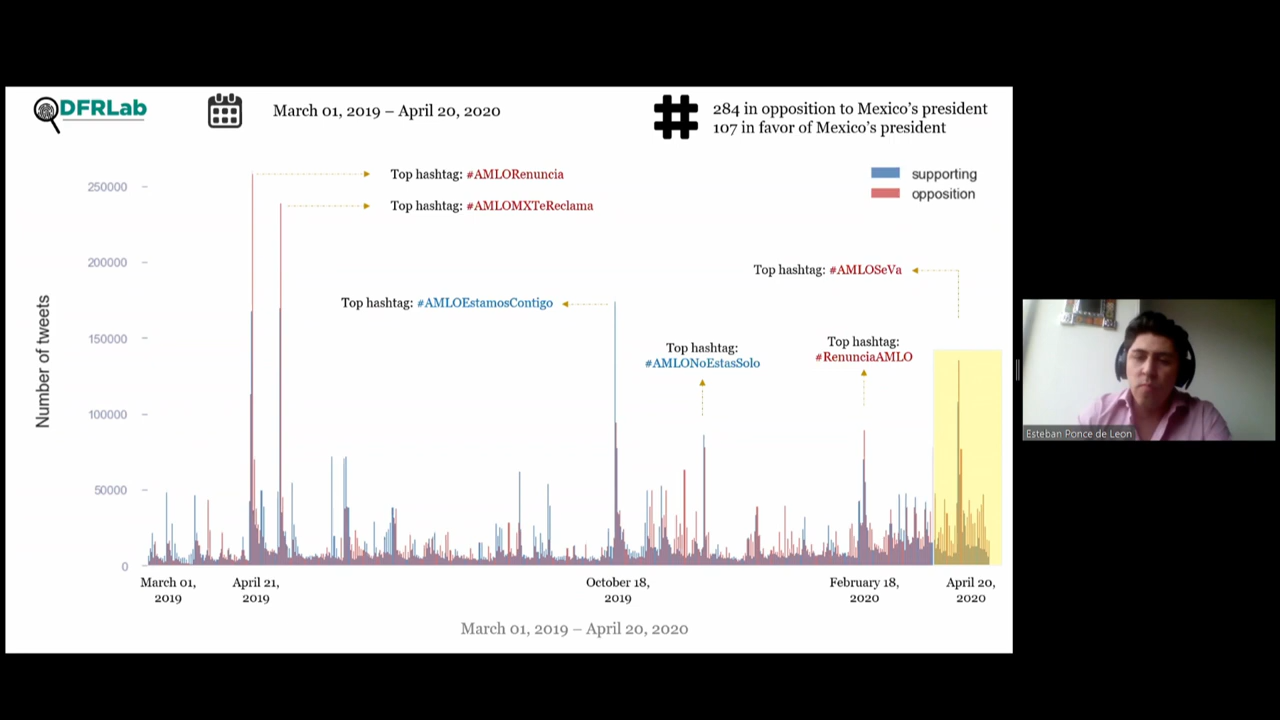 DFRLab
March 01, 2019 – April 20, 2020
284 in opposition to Mexico's president
107 in favor of Mexico's president
supporting
opposition
Top hashtag: #AMLORenuncia
Top hashtag: #AMLOMXTeReclama
Top hashtag: #AMLOSeVa
Top hashtag: #AMLOEstamosContigo
Top hashtag:
#AMLONoEstasSolo
Top hashtag:
#RenunciaAMLO
Number of tweets
250000
200000
150000
100000
50000
0
March 01,
2019
April 21,
2019
October 18,
2019
February 18,
2020
April 20,
2020
March 01, 2019 – April 20, 2020
Esteban Ponce de Leon